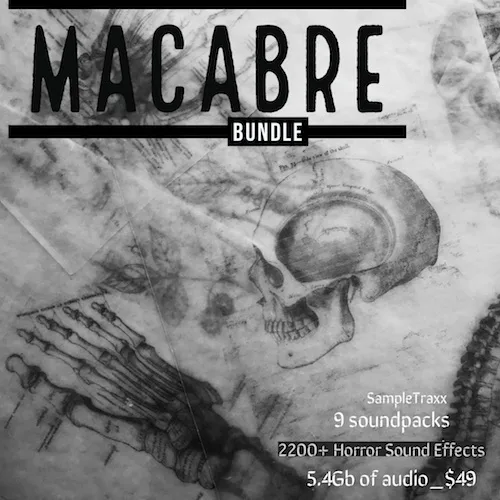 MACABRE
BUNDLE
SampleTraxx
9 soundpacks
2200+ Horror Sound Effects
5.4Gb of audio_$49